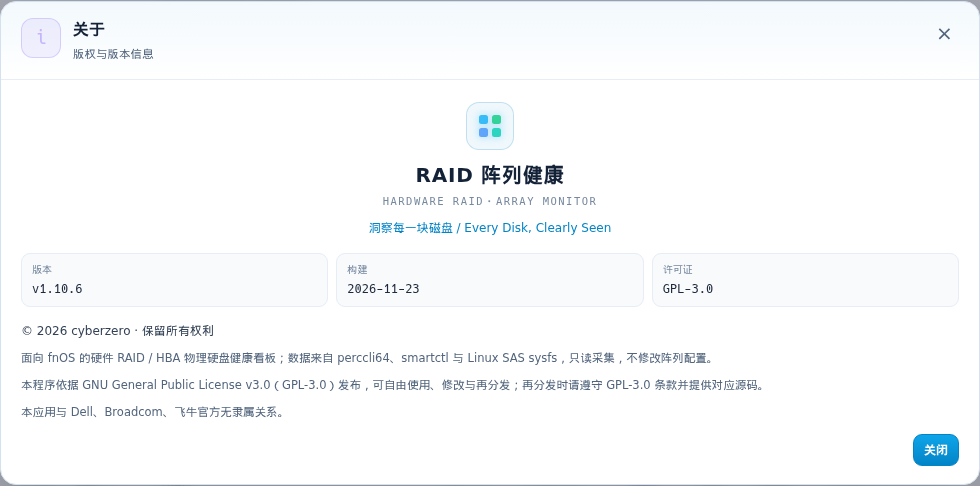 i
关于
版权与版本信息
RAID 阵列健康
HARDWARE RAID · ARRAY MONITOR
洞察每一块磁盘 / Every Disk, Clearly Seen
版本
v1.10.6
构建
2026-11-23
许可证
GPL-3.0
© 2026 cyberzero · 保留所有权利
面向 fnOS 的硬件 RAID / HBA 物理硬盘健康看板；数据来自 perccli64、smartctl 与 Linux SAS sysfs，只读采集，不修改阵列配置。
本程序依据 GNU General Public License v3.0（GPL-3.0）发布，可自由使用、修改与再分发；再分发时请遵守 GPL-3.0 条款并提供对应源码。
本应用与 Dell、Broadcom、飞牛官方无隶属关系。
关闭